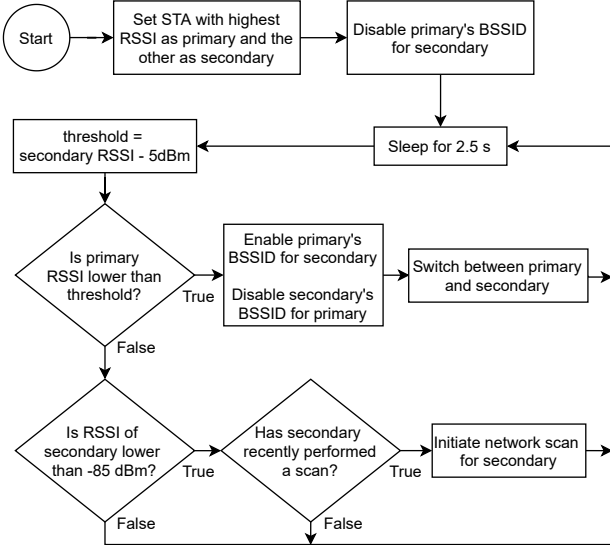 Start
Set STA with highest
RSSI as primary and the
other as secondary
Disable primary's BSSID
for secondary
threshold =
secondary RSSI - 5dBm
Sleep for 2.5 s
Is primary
RSSI lower than
threshold?
True
False
Enable primary's
BSSID for secondary
Disable secondary's
BSSID for primary
Switch between primary
and secondary
Is RSSI of
secondary lower
than -85 dBm?
True
False
Has secondary
recently performed
a scan?
True
False
Initiate network scan
for secondary